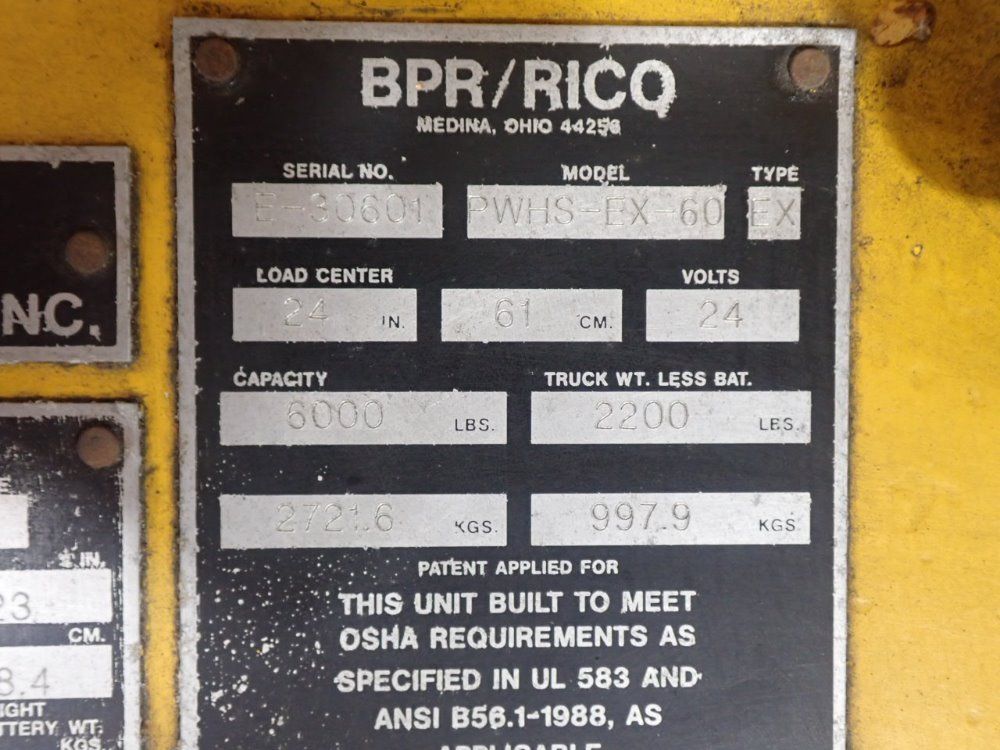 BPR/RICO
MEDINA, OHIO 44256
SERIAL NO. MODEL TYPE
E-30601 PWHS-EX-60 EX
LOAD CENTER VOLTS
24 IN. 61 CM. 24
CAPACITY TRUCK WT. LESS BAT.
6000 LBS. 2200 LBS.
2721.6 KGS. 997.9 KGS.
PATENT APPLIED FOR
THIS UNIT BUILT TO MEET
OSHA REQUIREMENTS AS
SPECIFIED IN UL 583 AND
ANSI B56.1-1988, AS
APPLICABLE
INC.
IN.
23
CM.
8.4
WT.
KGS.